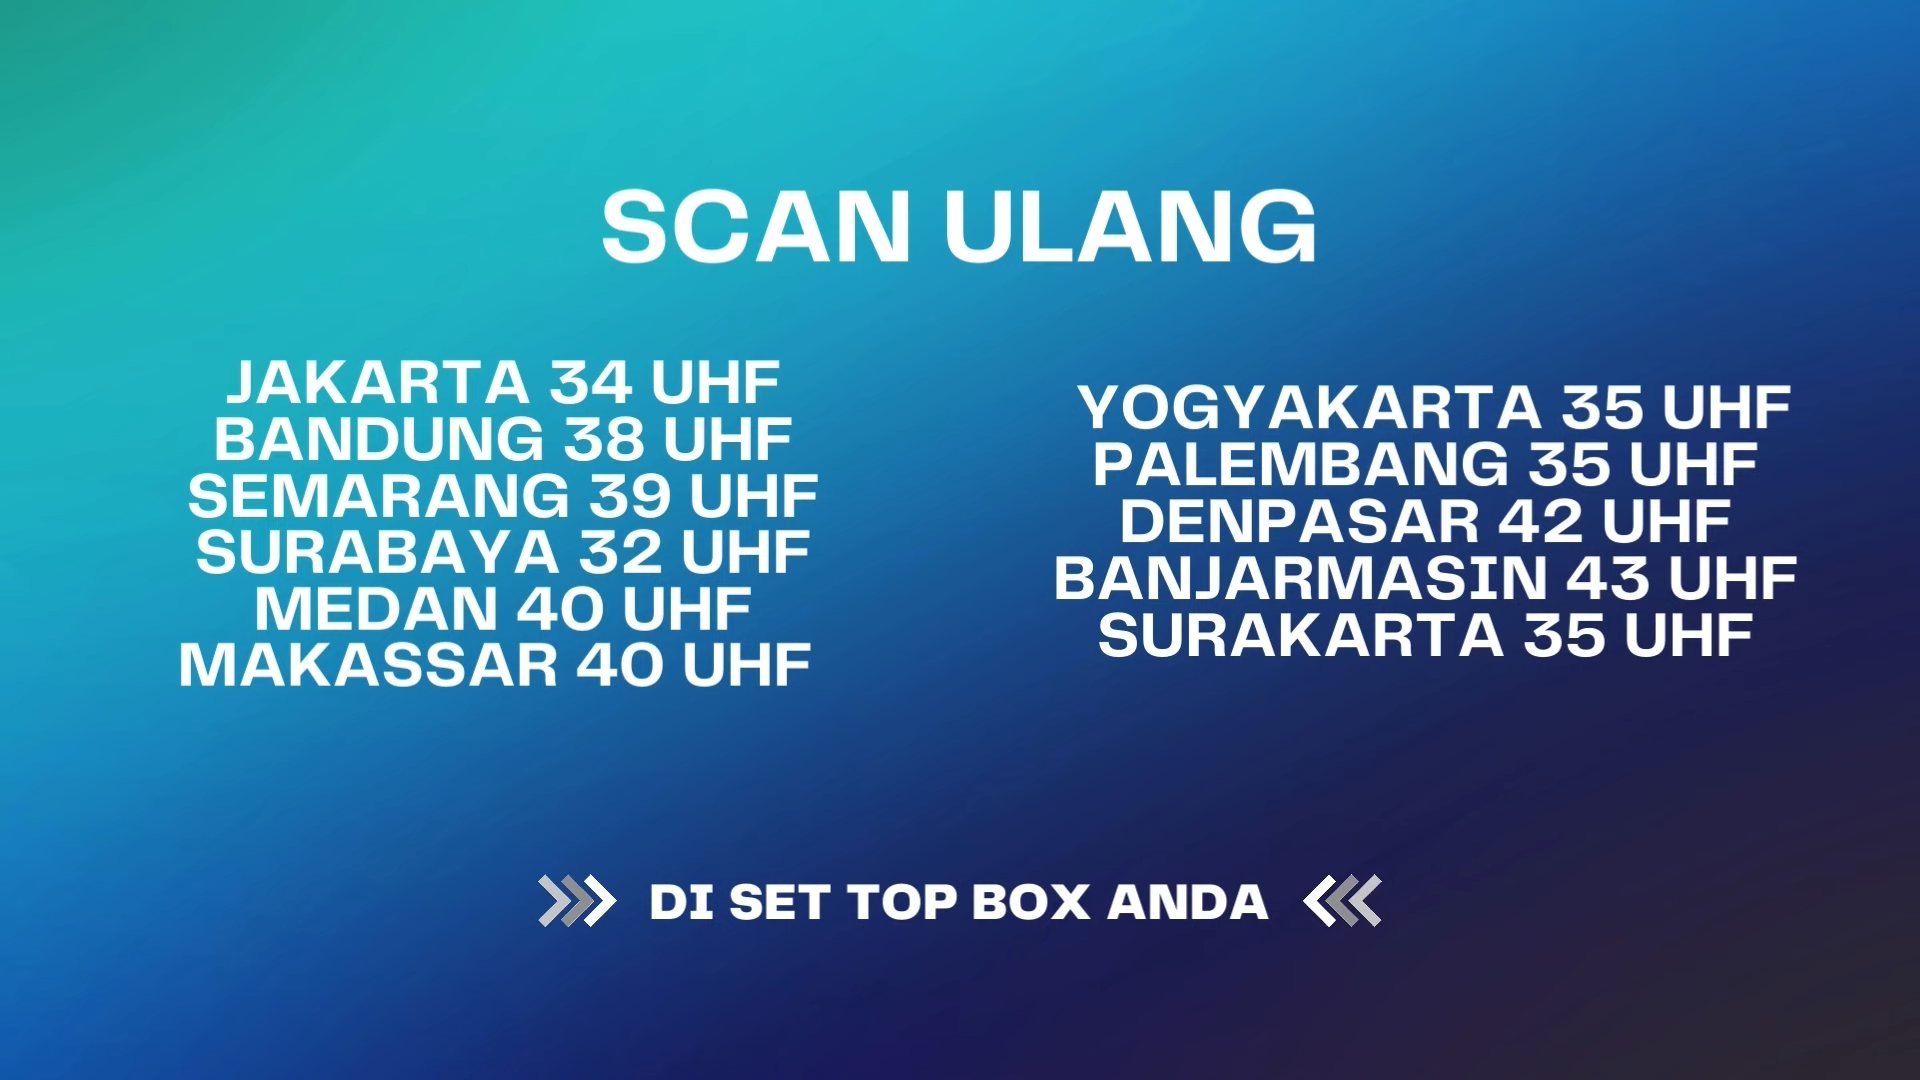 SCAN ULANG
JAKARTA 34 UHF
BANDUNG 38 UHF
SEMARANG 39 UHF
SURABAYA 32 UHF
MEDAN 40 UHF
MAKASSAR 40 UHF
YOGYAKARTA 35 UHF
PALEMBANG 35 UHF
DENPASAR 42 UHF
BANJARMASIN 43 UHF
SURAKARTA 35 UHF
DI SET TOP BOX ANDA